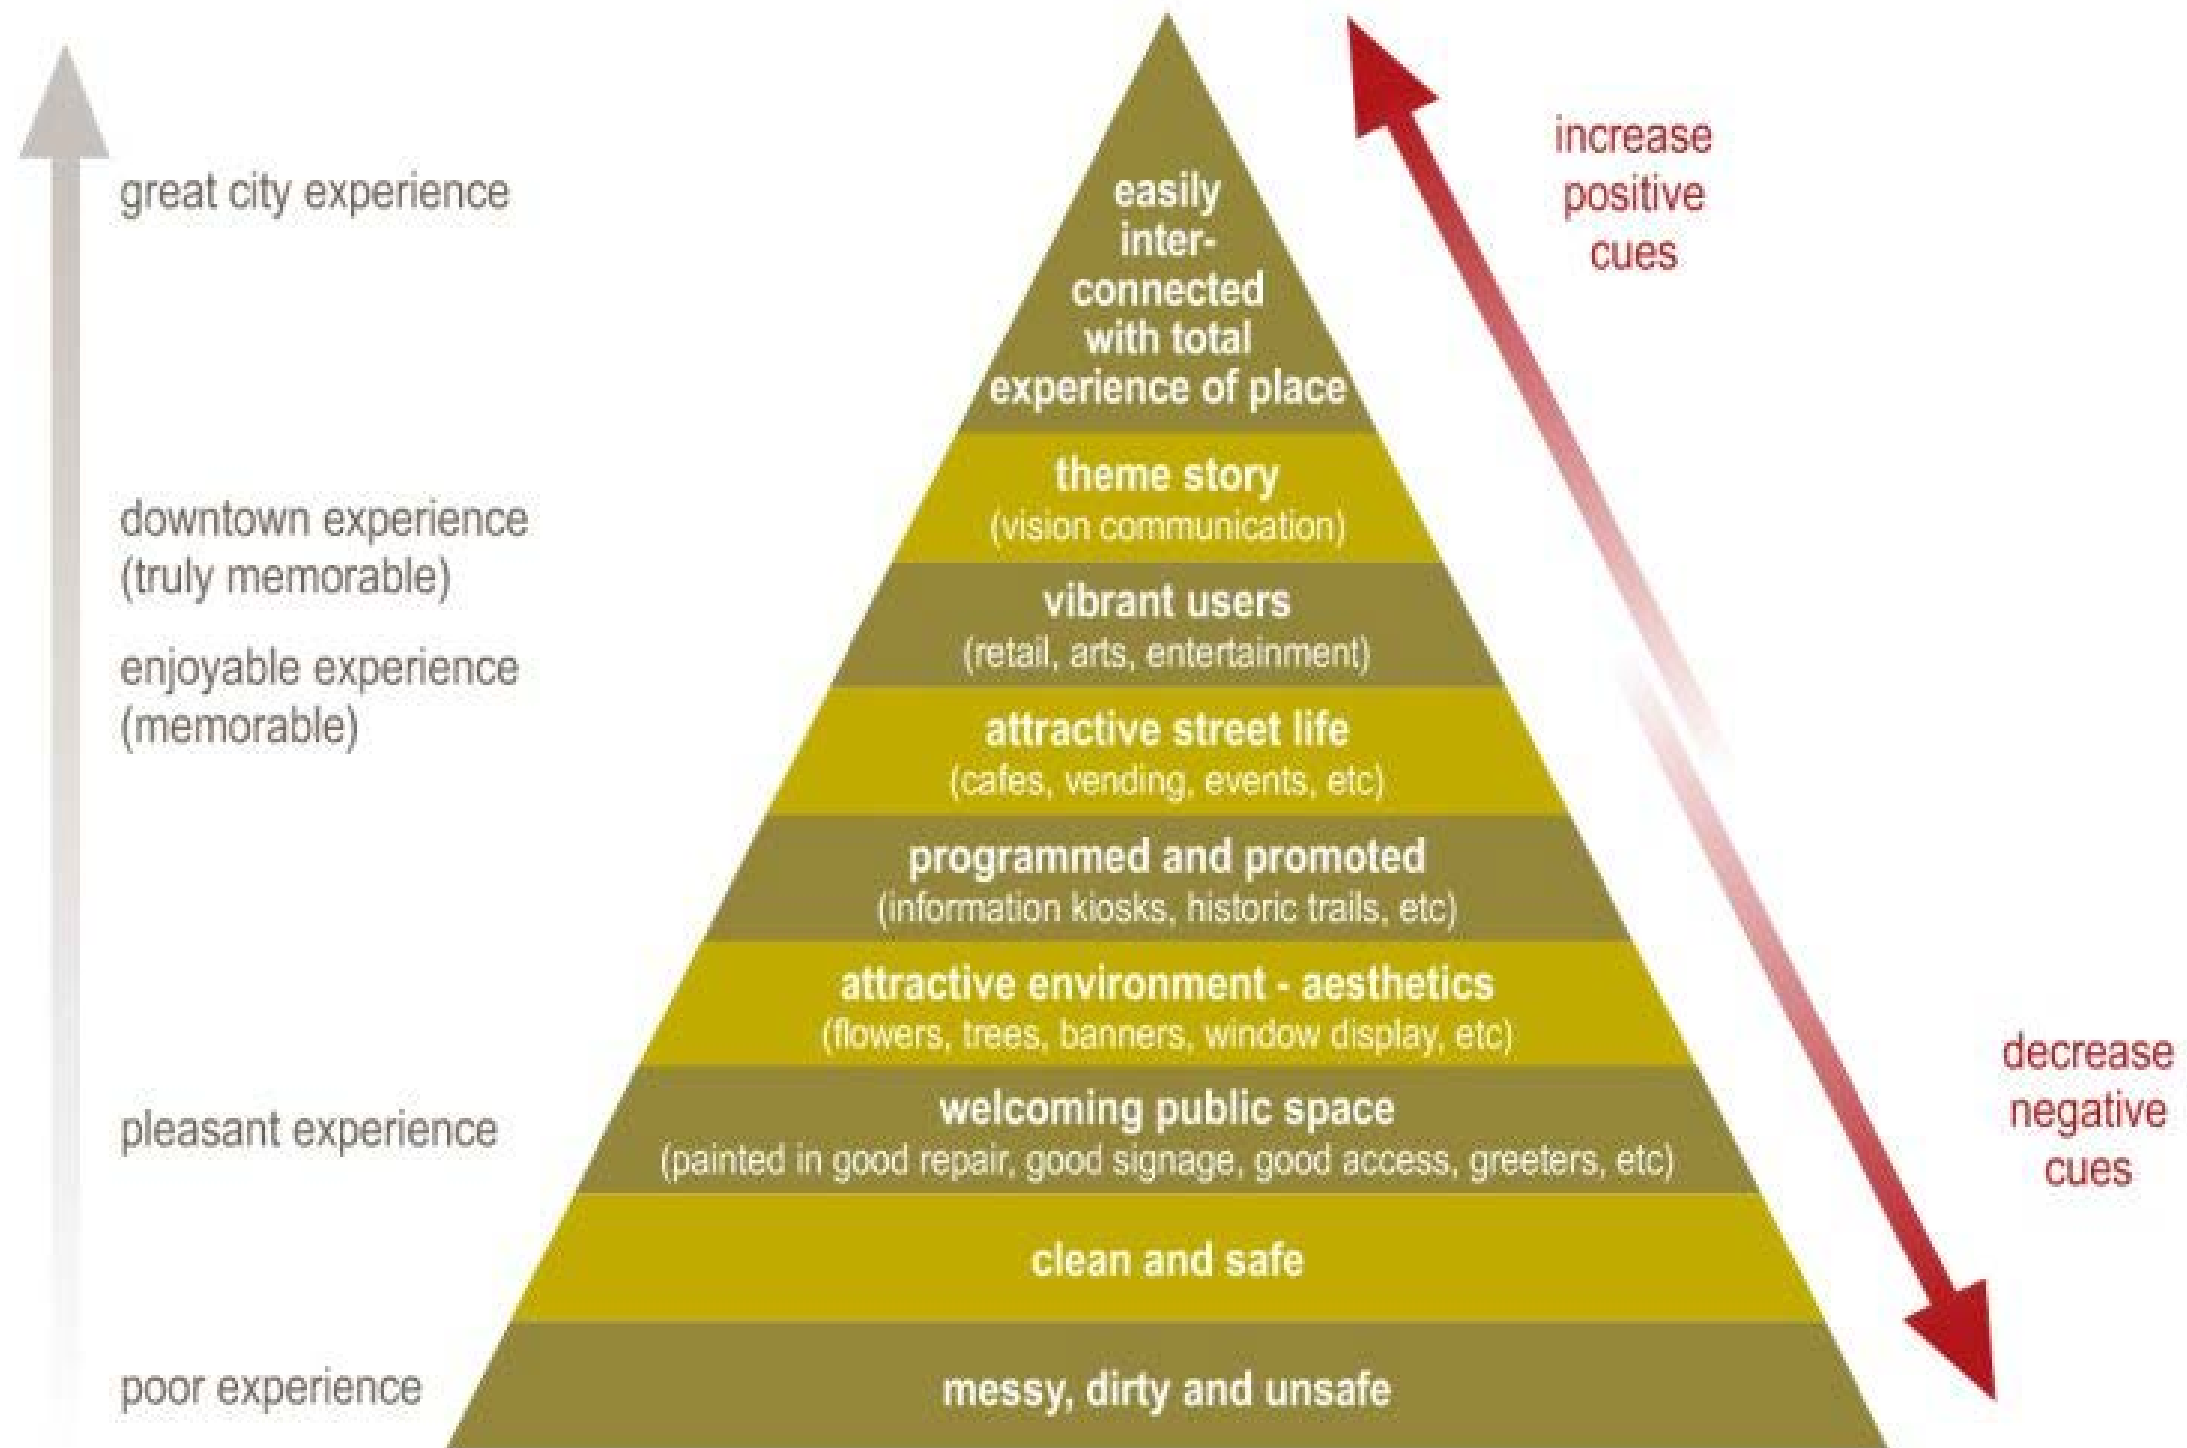 great city experience
downtown experience
(truly memorable)
enjoyable experience
(memorable)
pleasant experience
poor experience
easily
inter-
connected
with total
experience of place
theme story
(vision communication)
vibrant users
(retail, arts, entertainment)
attractive street life
(cafes, vending, events, etc)
programmed and promoted
(information kiosks, historic trails, etc)
attractive environment - aesthetics
(flowers, trees, banners, window display, etc)
welcoming public space
(painted in good repair, good signage, good access, greeters, etc)
clean and safe
messy, dirty and unsafe
increase
positive
cues
decrease
negative
cues